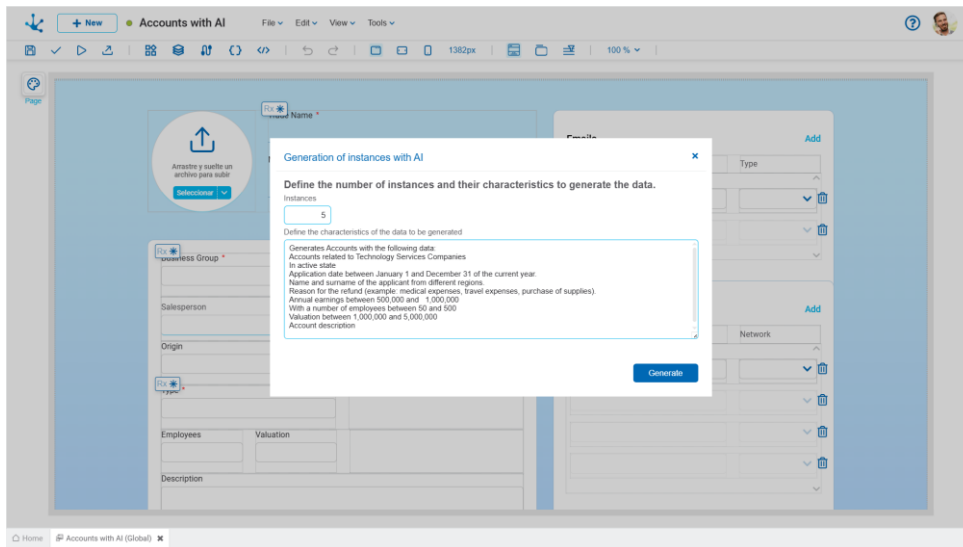 + New
Accounts with AI
File
Edit
View
Tools
1382px
100 %
Page
Rx
Name *
Arrastre y suelte un
archivo para subir
Seleccionar
Emails
Add
Type
Generation of instances with AI
Define the number of instances and their characteristics to generate the data.
Instances
5
Define the characteristics of the data to be generated
Generates Accounts with the following data:
Accounts related to Technology Services Companies
In active state
Application date between January 1 and December 31 of the current year.
Name and surname of the applicant from different regions.
Reason for the refund (example: medical expenses, travel expenses, purchase of supplies).
Annual earnings between 500,000 and 1,000,000
With a number of employees between 50 and 500
Valuation between 1,000,000 and 5,000,000
Account description
Generate
Rx
Business Group *
Salesperson
Origin
Rx
Type *
Employees
Valuation
Description
Add
Network
Home
Accounts with AI (Global)